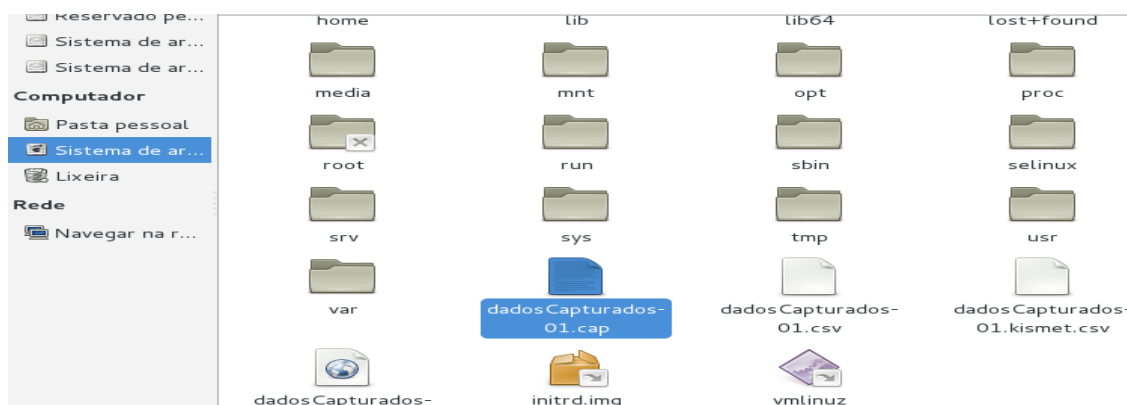 Reservado pe...
Sistema de ar...
Sistema de ar...
Computador
Pasta pessoal
Sistema de ar...
Lixeira
Rede
Navegar na r...
home lib lib64 lost+found
media mnt opt proc
root run sbin selinux
srv sys tmp usr
var dadosCapturados- dadosCapturados- dadosCapturados-
01.cap 01.csv 01.kismet.csv
dadosCapturados- initrd.img vmlinuz